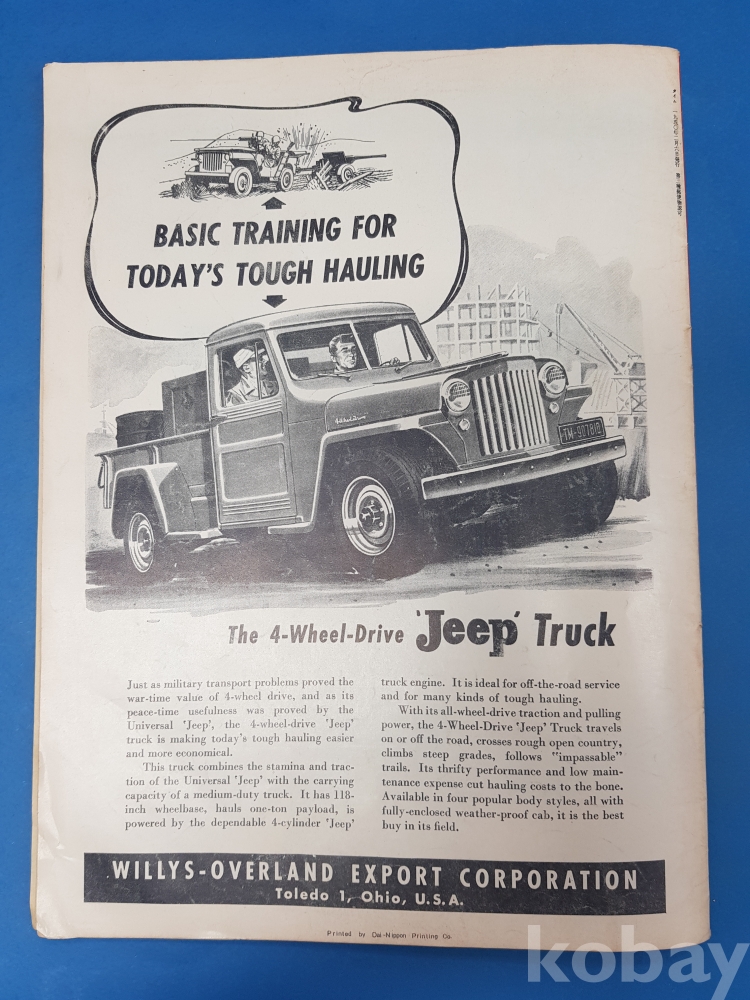 BASIC TRAINING FOR
TODAY'S TOUGH HAULING
4 Wheel Drive
TM-907818
The 4-Wheel-Drive 'Jeep' Truck
Just as military transport problems proved the
war-time value of 4-wheel drive, and as its
peace-time usefulness was proved by the
Universal 'Jeep', the 4-wheel-drive 'Jeep'
truck is making today's tough hauling easier
and more economical.
This truck combines the stamina and trac-
tion of the Universal 'Jeep' with the carrying
capacity of a medium-duty truck. It has 118-
inch wheelbase, hauls one-ton payload, is
powered by the dependable 4-cylinder 'Jeep'
truck engine. It is ideal for off-the-road service
and for many kinds of tough hauling.
With its all-wheel-drive traction and pulling
power, the 4-Wheel-Drive 'Jeep' Truck travels
on or off the road, crosses rough open country,
climbs steep grades, follows "impassable"
trails. Its thrifty performance and low main-
tenance expense cut hauling costs to the bone.
Available in four popular body styles, all with
fully-enclosed weather-proof cab, it is the best
buy in its field.
WILLYS-OVERLAND EXPORT CORPORATION
Toledo 1, Ohio, U.S.A.
Printed by Dai-Nippon Printing Co.
kobay